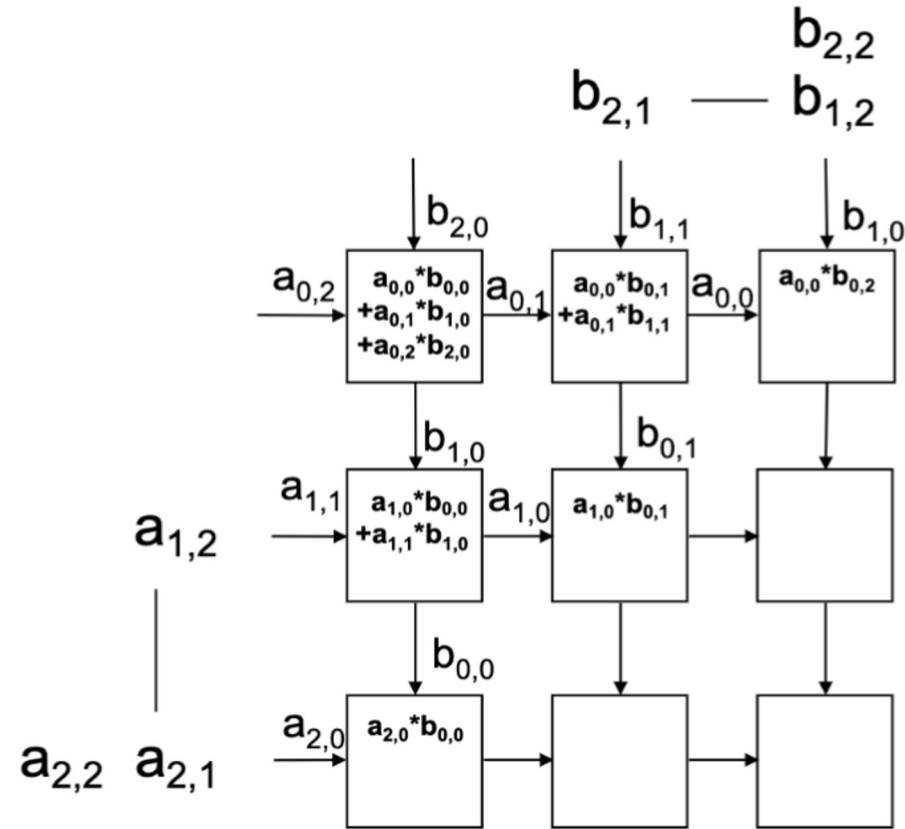 b2,2
b2,1 — b1,2
b2,0 b1,1 b1,0
a0,2 a0,0*b0,0 a0,1 a0,0*b0,1 a0,0 a0,0*b0,2
+a0,1*b1,0 +a0,1*b1,1
+a0,2*b2,0
b1,0 b0,1
a1,1 a1,0*b0,0 a1,0 a1,0*b0,1
a1,2 +a1,1*b1,0
b0,0
a2,0 a2,0*b0,0
a2,2 a2,1